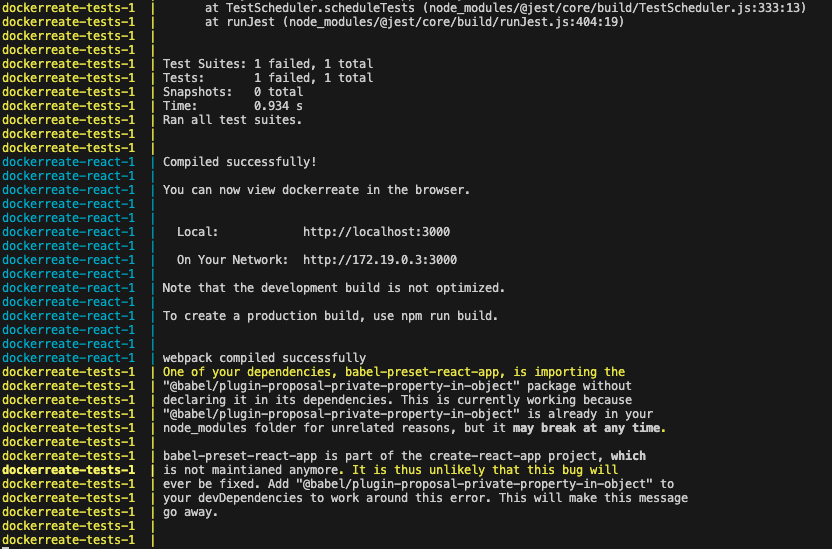 dockerreate-tests-1  |       at TestScheduler.scheduleTests (node_modules/@jest/core/build/TestScheduler.js:333:13)
dockerreate-tests-1  |       at runJest (node_modules/@jest/core/build/runJest.js:404:19)
dockerreate-tests-1  |
dockerreate-tests-1  |
dockerreate-tests-1  | Test Suites: 1 failed, 1 total
dockerreate-tests-1  | Tests:       1 failed, 1 total
dockerreate-tests-1  | Snapshots:   0 total
dockerreate-tests-1  | Time:        0.934 s
dockerreate-tests-1  | Ran all test suites.
dockerreate-tests-1  |
dockerreate-tests-1  |
dockerreate-react-1  | Compiled successfully!
dockerreate-react-1  |
dockerreate-react-1  | You can now view dockerreate in the browser.
dockerreate-react-1  |
dockerreate-react-1  |
dockerreate-react-1  |   Local:            http://localhost:3000
dockerreate-react-1  |
dockerreate-react-1  |   On Your Network:  http://172.19.0.3:3000
dockerreate-react-1  |
dockerreate-react-1  | Note that the development build is not optimized.
dockerreate-react-1  |
dockerreate-react-1  | To create a production build, use npm run build.
dockerreate-react-1  |
dockerreate-react-1  |
dockerreate-react-1  | webpack compiled successfully
dockerreate-tests-1  | One of your dependencies, babel-preset-react-app, is importing the
dockerreate-tests-1  | "@babel/plugin-proposal-private-property-in-object" package without
dockerreate-tests-1  | declaring it in its dependencies. This is currently working because
dockerreate-tests-1  | "@babel/plugin-proposal-private-property-in-object" is already in your
dockerreate-tests-1  | node_modules folder for unrelated reasons, but it may break at any time.
dockerreate-tests-1  |
dockerreate-tests-1  | babel-preset-react-app is part of the create-react-app project, which
dockerreate-tests-1  | is not maintianed anymore. It is thus unlikely that this bug will
dockerreate-tests-1  | ever be fixed. Add "@babel/plugin-proposal-private-property-in-object" to
dockerreate-tests-1  | your devDependencies to work around this error. This will make this message
dockerreate-tests-1  | go away.
dockerreate-tests-1  |
dockerreate-tests-1  |